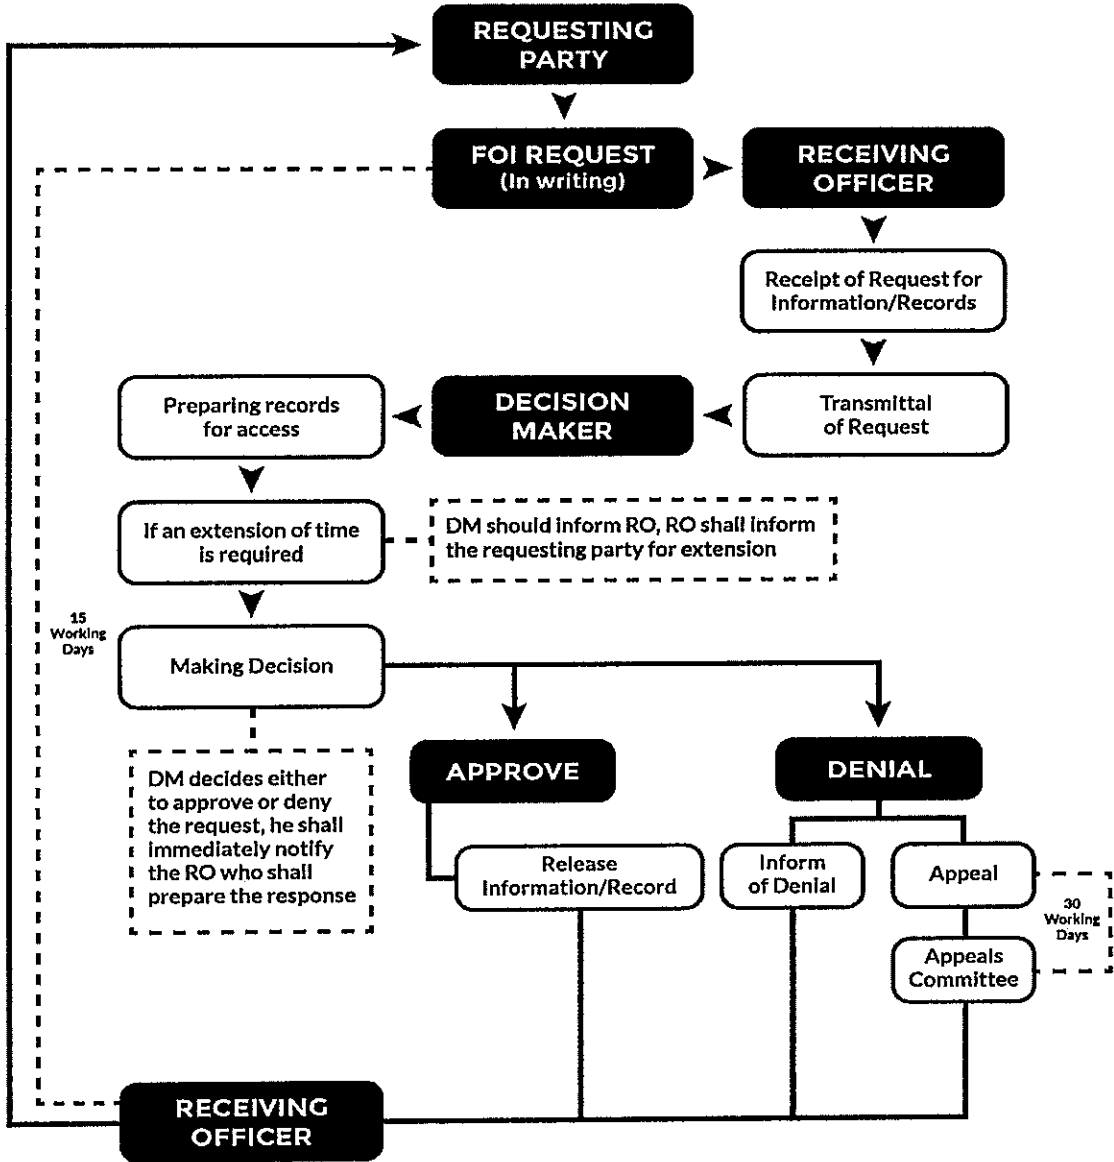 REQUESTING
PARTY
FOI REQUEST
(In writing)
RECEIVING
OFFICER
Receipt of Request for
Information/Records
Transmittal
of Request
DECISION
MAKER
Preparing records
for access
If an extension of time
is required
DM should inform RO, RO shall inform
the requesting party for extension
15
Working
Days
Making Decision
DM decides either
to approve or deny
the request, he shall
immediately notify
the RO who shall
prepare the response
APPROVE
Release
Information/Record
DENIAL
Inform
of Denial
Appeal
30
Working
Days
Appeals
Committee
RECEIVING
OFFICER